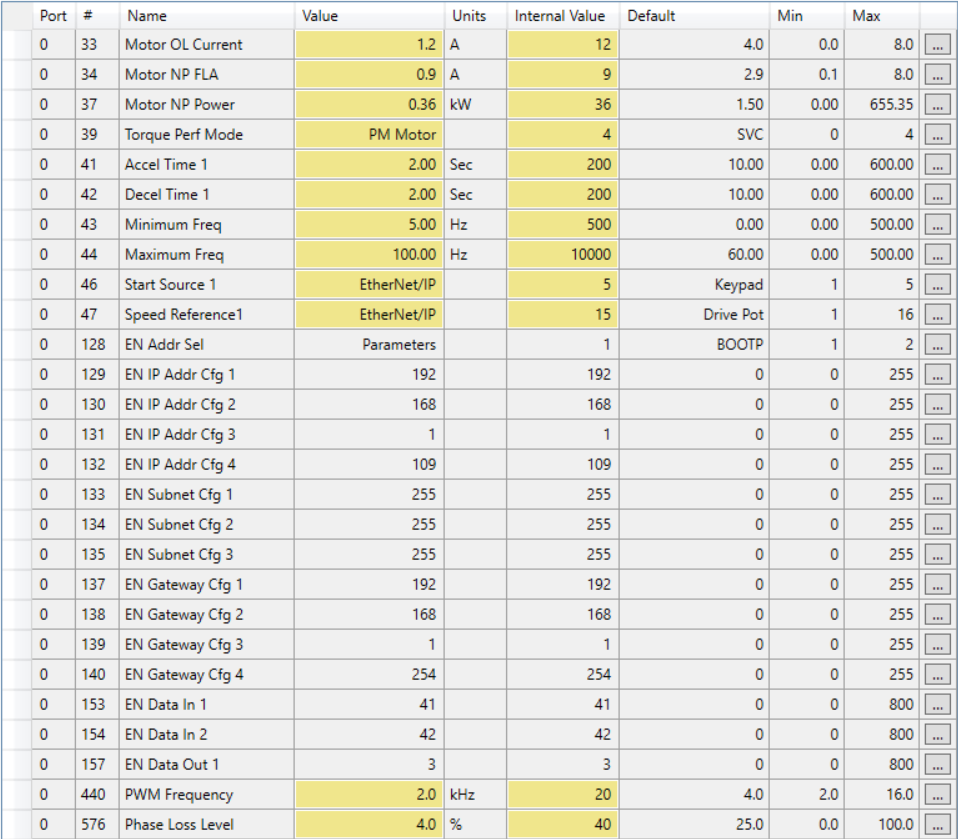 Port # Name Value Units Internal Value Default Min Max
0 33 Motor OL Current 1.2 A 12 4.0 0.0 8.0 ...
0 34 Motor NP FLA 0.9 A 9 2.9 0.1 8.0 ...
0 37 Motor NP Power 0.36 kW 36 1.50 0.00 655.35 ...
0 39 Torque Perf Mode PM Motor 4 SVC 0 4 ...
0 41 Accel Time 1 2.00 Sec 200 10.00 0.00 600.00 ...
0 42 Decel Time 1 2.00 Sec 200 10.00 0.00 600.00 ...
0 43 Minimum Freq 5.00 Hz 500 0.00 0.00 500.00 ...
0 44 Maximum Freq 100.00 Hz 10000 60.00 0.00 500.00 ...
0 46 Start Source 1 EtherNet/IP 5 Keypad 1 5 ...
0 47 Speed Reference1 EtherNet/IP 15 Drive Pot 1 16 ...
0 128 EN Addr Sel Parameters 1 BOOTP 1 2 ...
0 129 EN IP Addr Cfg 1 192 192 0 0 255 ...
0 130 EN IP Addr Cfg 2 168 168 0 0 255 ...
0 131 EN IP Addr Cfg 3 1 1 0 0 255 ...
0 132 EN IP Addr Cfg 4 109 109 0 0 255 ...
0 133 EN Subnet Cfg 1 255 255 0 0 255 ...
0 134 EN Subnet Cfg 2 255 255 0 0 255 ...
0 135 EN Subnet Cfg 3 255 255 0 0 255 ...
0 137 EN Gateway Cfg 1 192 192 0 0 255 ...
0 138 EN Gateway Cfg 2 168 168 0 0 255 ...
0 139 EN Gateway Cfg 3 1 1 0 0 255 ...
0 140 EN Gateway Cfg 4 254 254 0 0 255 ...
0 153 EN Data In 1 41 41 0 0 800 ...
0 154 EN Data In 2 42 42 0 0 800 ...
0 157 EN Data Out 1 3 3 0 0 800 ...
0 440 PWM Frequency 2.0 kHz 20 4.0 2.0 16.0 ...
0 576 Phase Loss Level 4.0 % 40 25.0 0.0 100.0 ...